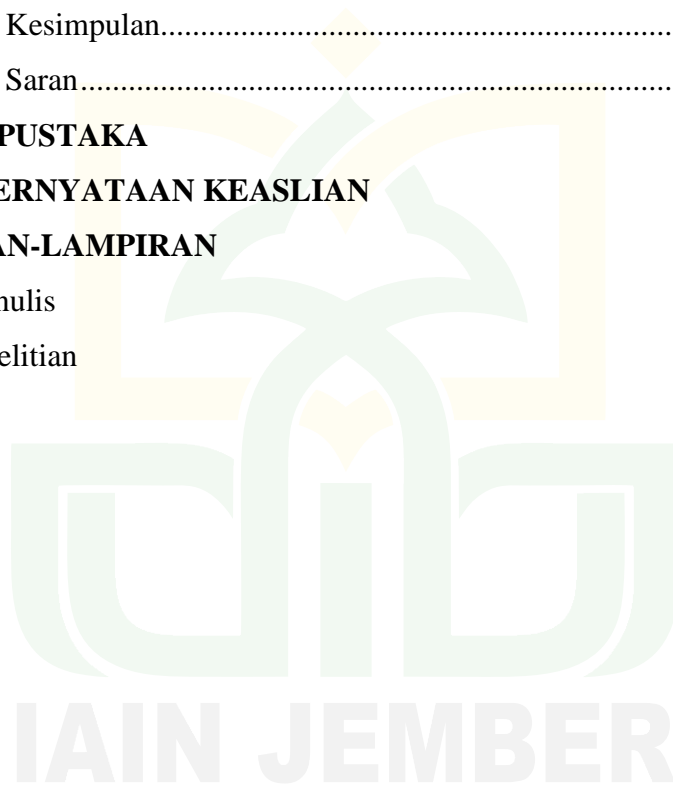 Kesimpulan................................................................
Saran..........................................................................
PUSTAKA
ERNYATAAN KEASLIAN
AN-LAMPIRAN
nulis
elitian
IAIN JEMBER